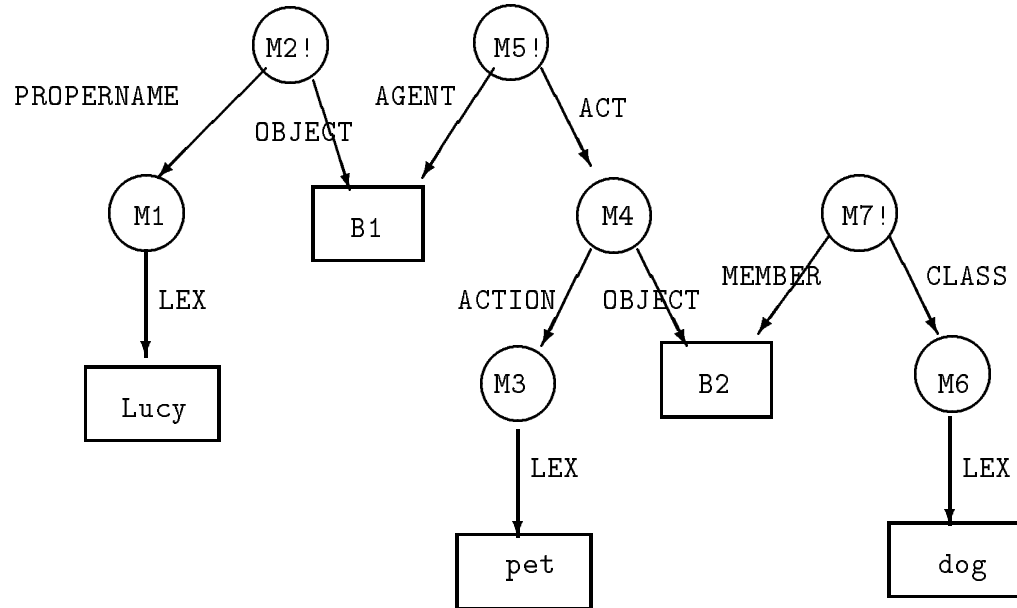 M2!
M5!
PROPERNAME
AGENT
ACT
OBJECT
M1
B1
M4
M7!
LEX
ACTION
OBJECT
MEMBER
CLASS
Lucy
M3
B2
M6
LEX
LEX
pet
dog